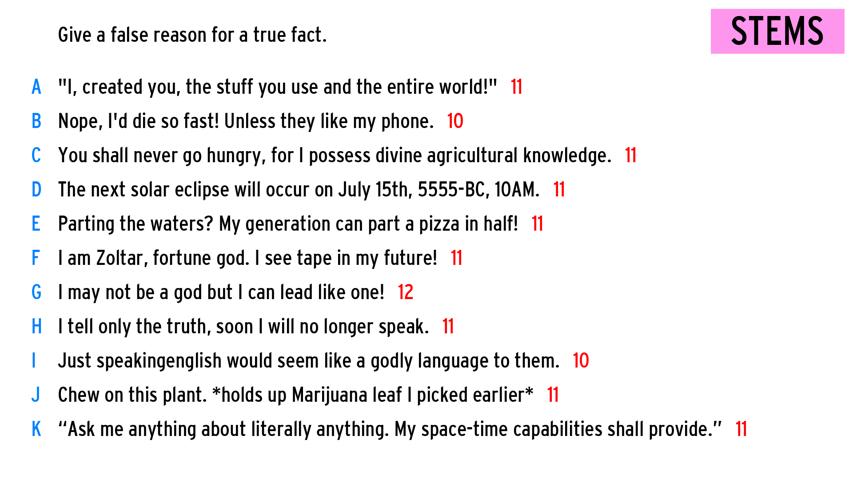 STEMS
Give a false reason for a true fact.
A "I, created you, the stuff you use and the entire world!" 11
B Nope, I'd die so fast! Unless they like my phone. 10
C You shall never go hungry, for I possess divine agricultural knowledge. 11
D The next solar eclipse will occur on July 15th, 5555-BC, 10AM. 11
E Parting the waters? My generation can part a pizza in half! 11
F I am Zoltar, fortune god. I see tape in my future! 11
G I may not be a god but I can lead like one! 12
H I tell only the truth, soon I will no longer speak. 11
I Just speakingenglish would seem like a godly language to them. 10
J Chew on this plant. *holds up Marijuana leaf I picked earlier* 11
K “Ask me anything about literally anything. My space-time capabilities shall provide.” 11